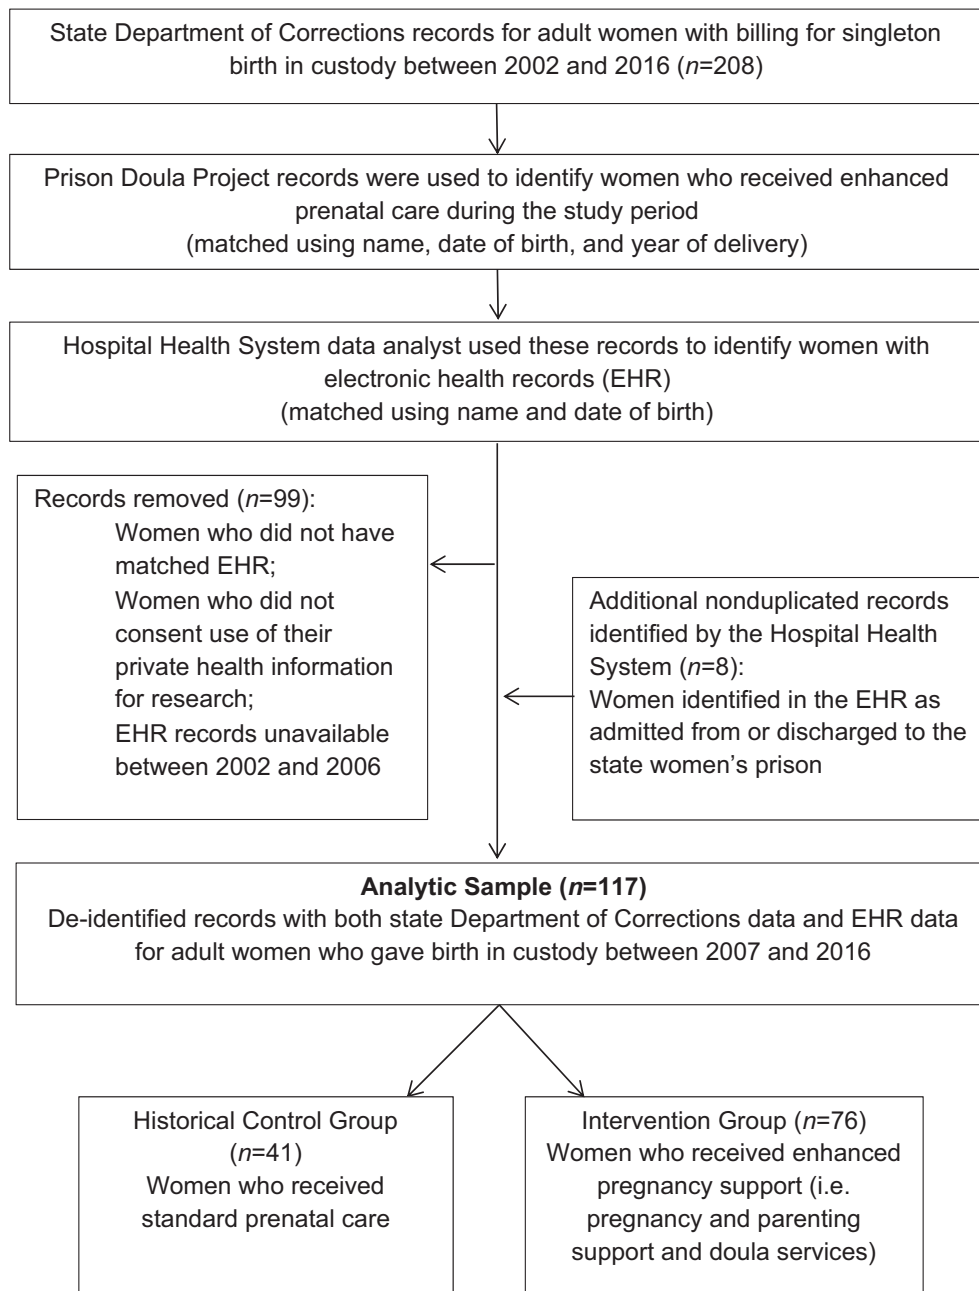 State Department of Corrections records for adult women with billing for singleton
birth in custody between 2002 and 2016 (n=208)
Prison Doula Project records were used to identify women who received enhanced
prenatal care during the study period
(matched using name, date of birth, and year of delivery)
Hospital Health System data analyst used these records to identify women with
electronic health records (EHR)
(matched using name and date of birth)
Records removed (n=99):
Women who did not have
matched EHR;
Women who did not
consent use of their
private health information
for research;
EHR records unavailable
between 2002 and 2006
Additional nonduplicated records
identified by the Hospital Health
System (n=8):
Women identified in the EHR as
admitted from or discharged to the
state women’s prison
Analytic Sample (n=117)
De-identified records with both state Department of Corrections data and EHR data
for adult women who gave birth in custody between 2007 and 2016
Historical Control Group
(n=41)
Women who received
standard prenatal care
Intervention Group (n=76)
Women who received enhanced
pregnancy support (i.e.
pregnancy and parenting
support and doula services)